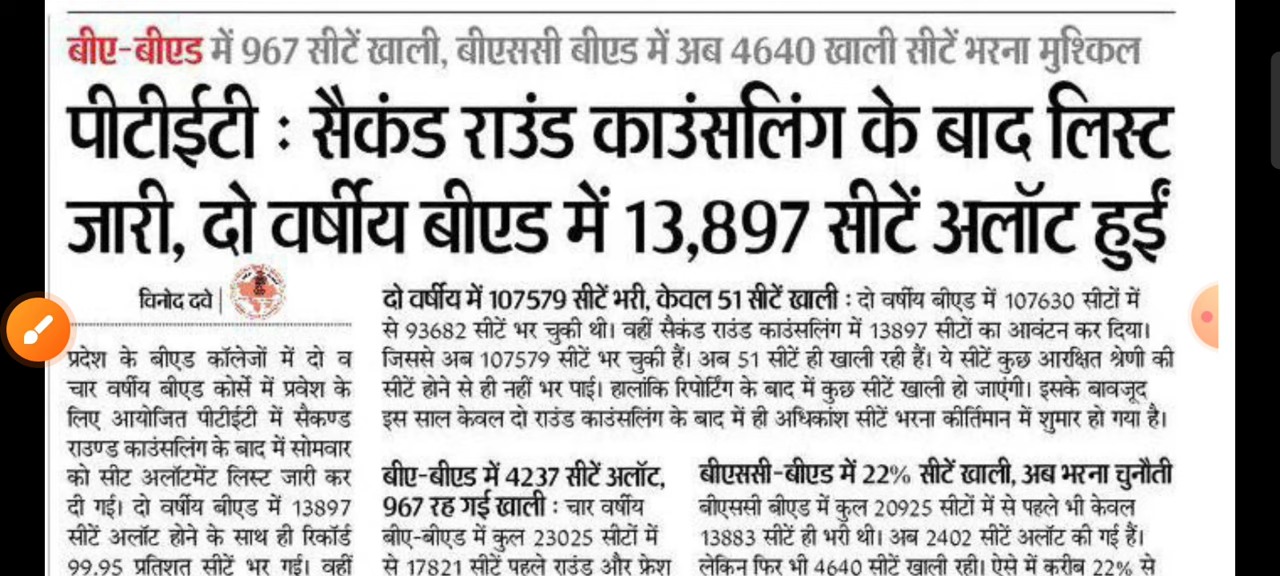 बीए-बीएड में 967 सीटें खाली, बीएससी बीएड में अब 4640 खाली सीटें भरना मुश्किल
पीटीईटी : सैकंड राउंड काउंसलिंग के बाद लिस्ट
जारी, दो वर्षीय बीएड में 13,897 सीटें अलॉट हुईं
विनोद दवे |
प्रदेश के बीएड कॉलेजों में दो व
चार वर्षीय बीएड कोर्से में प्रवेश के
लिए आयोजित पीटीईटी में सैकण्ड
राउण्ड काउंसलिंग के बाद में सोमवार
को सीट अलॉटमेंट लिस्ट जारी कर
दी गई। दो वर्षीय बीएड में 13897
सीटें अलॉट होने के साथ ही रिकॉर्ड
99.95 प्रतिशत सीटें भर गई। वहीं
दो वर्षीय में 107579 सीटें भरी, केवल 51 सीटें खाली : दो वर्षीय बीएड में 107630 सीटों में
से 93682 सीटें भर चुकी थी। वहीं सैकंड राउंड काउंसलिंग में 13897 सीटों का आवंटन कर दिया।
जिससे अब 107579 सीटें भर चुकी हैं। अब 51 सीटें ही खाली रही हैं। ये सीटें कुछ आरक्षित श्रेणी की
सीटें होने से ही नहीं भर पाई। हालांकि रिपोर्टिंग के बाद में कुछ सीटें खाली हो जाएंगी। इसके बावजूद
इस साल केवल दो राउंड काउंसलिंग के बाद में ही अधिकांश सीटें भरना कीर्तिमान में शुमार हो गया है।
बीए-बीएड में 4237 सीटें अलॉट,
967 रह गई खाली : चार वर्षीय
बीए-बीएड में कुल 23025 सीटों में
से 17821 सीटें पहले राउंड और फ्रेश
बीएससी-बीएड में 22% सीटें खाली, अब भरना चुनौती
बीएससी बीएड में कुल 20925 सीटों में से पहले भी केवल
13883 सीटें ही भरी थी। अब 2402 सीटें अलॉट की गई हैं।
लेकिन फिर भी 4640 सीटें खाली रही। ऐसे में करीब 22% से